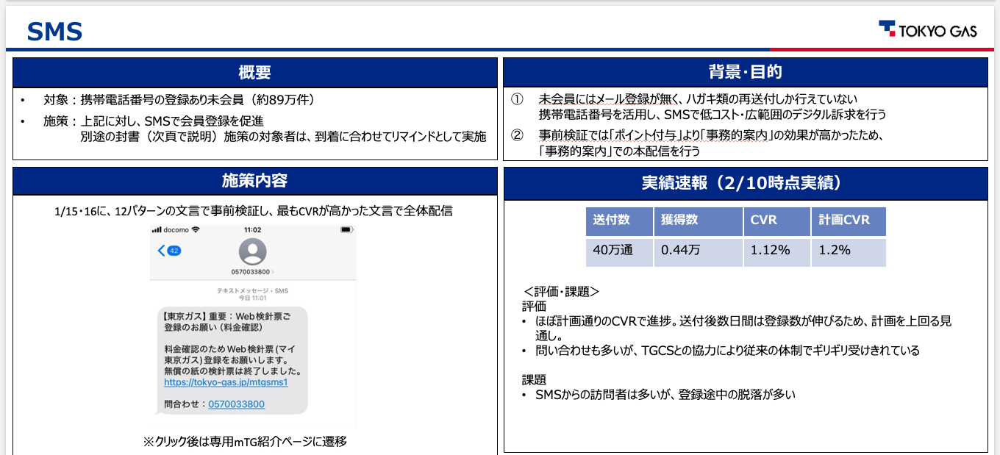 SMS
TOKYO GAS
概要
• 対象：携帯電話番号の登録あり未会員（約89万件）
• 施策：上記に対し、SMSで会員登録を促進
別途の封書（次頁で説明）施策の対象者は、到着に合わせてリマインドとして実施
背景・目的
① 未会員にはメール登録が無く、ハガキ類の再送付しか行えていない
携帯電話番号を活用し、SMSで低コスト・広範囲のデジタル訴求を行う
② 事前検証では「ポイント付与」より「事務的案内」の効果が高かったため、
「事務的案内」での本配信を行う
施策内容
1/15・16に、12パターンの文言で事前検証し、最もCVRが高かった文言で全体配信
docomo 11:02
42
0570033800
テキストメッセージ・SMS
今日 11:01
【東京ガス】重要：Web検針票ご
登録のお願い（料金確認）
料金確認のためWeb検針票(マイ
東京ガス)登録をお願いします。
無償の紙の検針票は終了しました。
https://tokyo-gas.jp/mtgsms1
問合わせ：0570033800
※クリック後は専用mTG紹介ページに遷移
実績速報（2/10時点実績）
送付数 獲得数 CVR 計画CVR
40万通 0.44万 1.12% 1.2%
＜評価・課題＞
評価
• ほぼ計画通りのCVRで進捗。送付後数日間は登録数が伸びるため、計画を上回る見
通し。
• 問い合わせも多いが、TGCSとの協力により従来の体制でギリギリ受けきれている
課題
• SMSからの訪問者は多いが、登録途中の脱落が多い